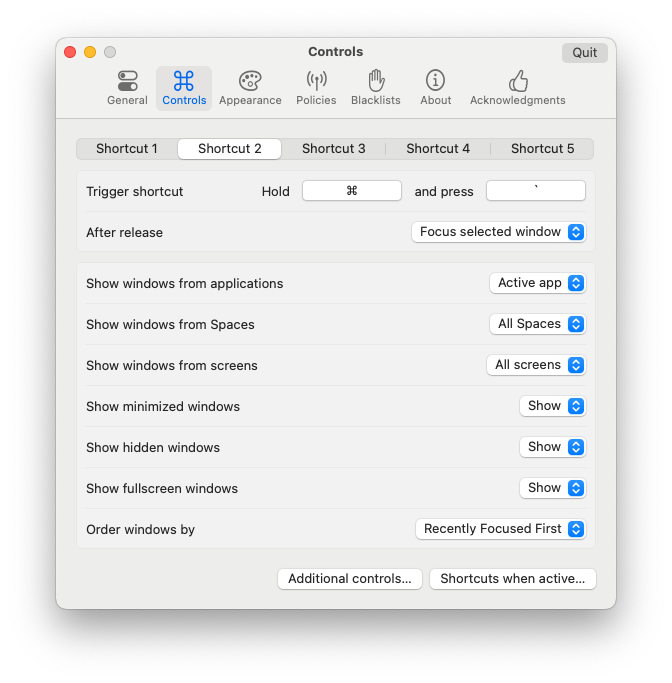 Controls
Quit
General Controls Appearance Policies Blacklists About Acknowledgments
Shortcut 1 Shortcut 2 Shortcut 3 Shortcut 4 Shortcut 5
Trigger shortcut Hold ⌘ and press `
After release Focus selected window
Show windows from applications Active app
Show windows from Spaces All Spaces
Show windows from screens All screens
Show minimized windows Show
Show hidden windows Show
Show fullscreen windows Show
Order windows by Recently Focused First
Additional controls… Shortcuts when active…